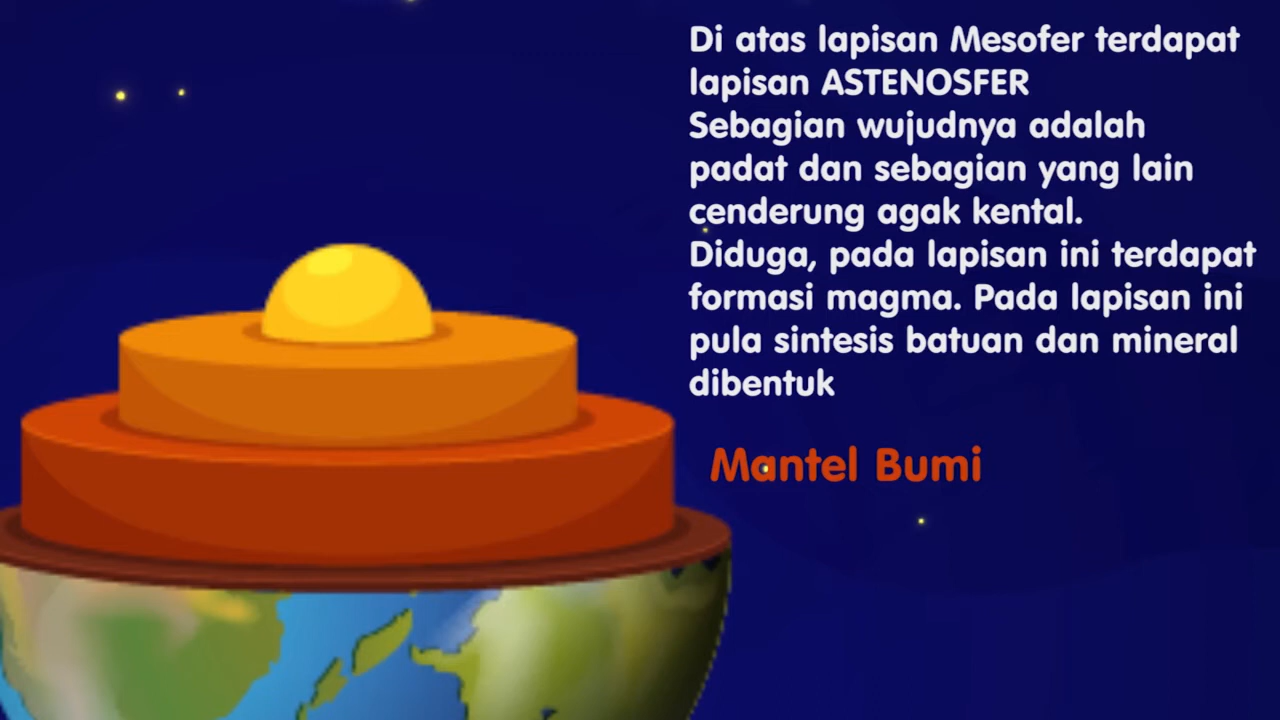 Di atas lapisan Mesofer terdapat
lapisan ASTENOSFER
Sebagian wujudnya adalah
padat dan sebagian yang lain
cenderung agak kental.
Diduga, pada lapisan ini terdapat
formasi magma. Pada lapisan ini
pula sintesis batuan dan mineral
dibentuk
Mantel Bumi